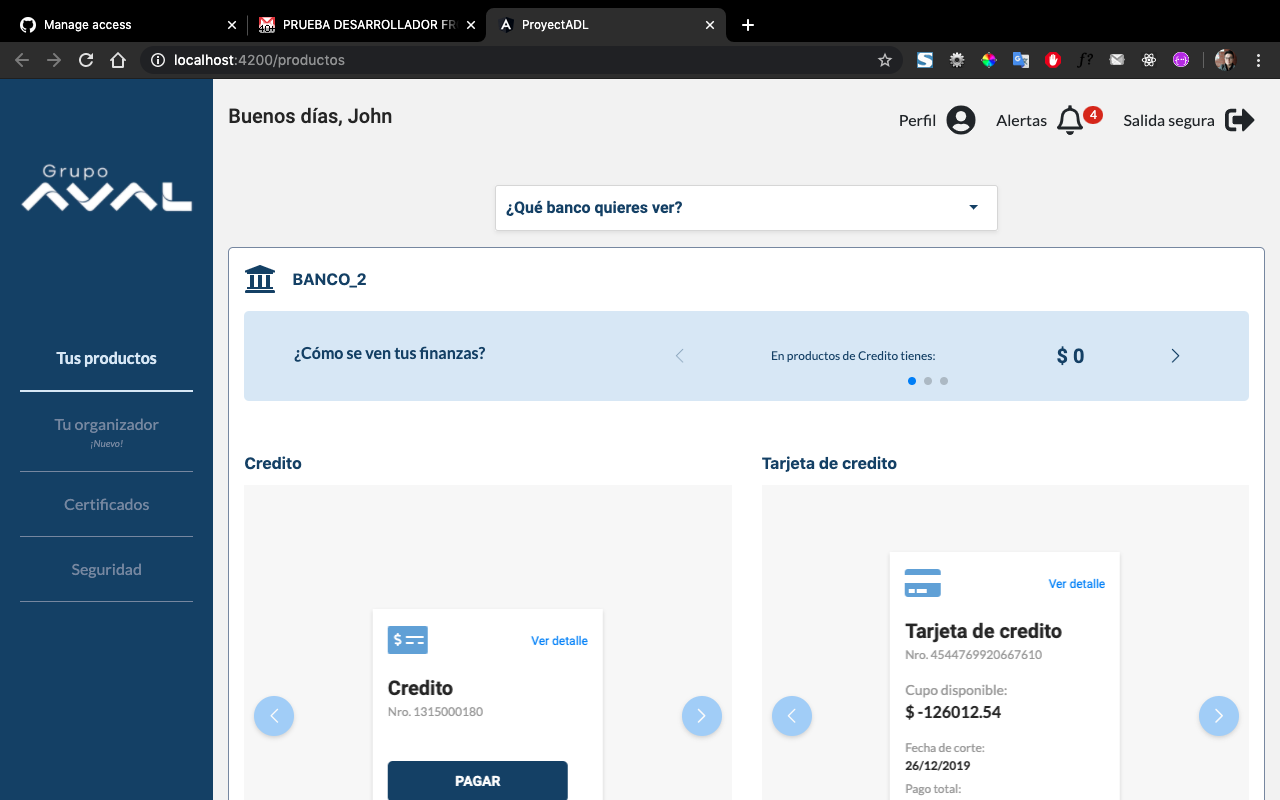 Manage access
40+
PRUEBA DESARROLLADOR FR
ProyectADL
localhost:4200/productos
f?
Grupo
AVAL
Tus productos
Tu organizador
¡Nuevo!
Certificados
Seguridad
Buenos días, John
Perfil
Alertas
4
Salida segura
¿Qué banco quieres ver?
BANCO_2
¿Cómo se ven tus finanzas?
En productos de Credito tienes:
$ 0
Credito
Ver detalle
Credito
Nro. 1315000180
PAGAR
Tarjeta de credito
Ver detalle
Tarjeta de credito
Nro. 4544769920667610
Cupo disponible:
$ -126012.54
Fecha de corte:
26/12/2019
Pago total: